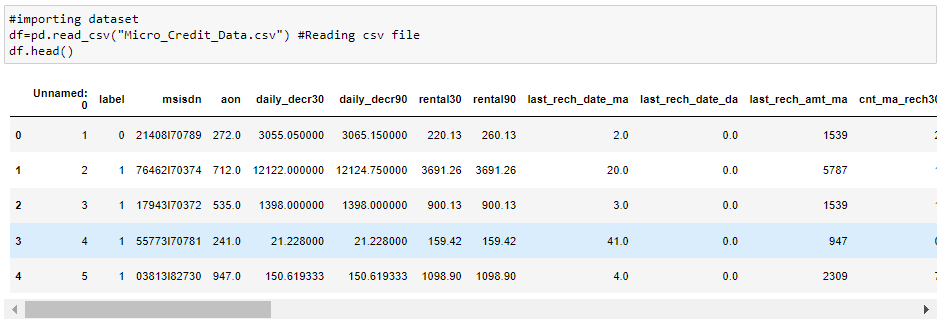 #importing dataset
df=pd.read_csv("Micro_Credit_Data.csv") #Reading csv file
df.head()
Unnamed: 0 label msisdn aon daily_decr30 daily_decr90 rental30 rental90 last_rech_date_ma last_rech_date_da last_rech_amt_ma cnt_ma_rech30
0 1 0 21408I70789 272.0 3055.050000 3065.150000 220.13 260.13 2.0 0.0 1539
1 2 1 76462I70374 712.0 12122.000000 12124.750000 3691.26 3691.26 20.0 0.0 5787
2 3 1 17943I70372 535.0 1398.000000 1398.000000 900.13 900.13 3.0 0.0 1539
3 4 1 55773I70781 241.0 21.228000 21.228000 159.42 159.42 41.0 0.0 947
4 5 1 03813I82730 947.0 150.619333 150.619333 1098.90 1098.90 4.0 0.0 2309